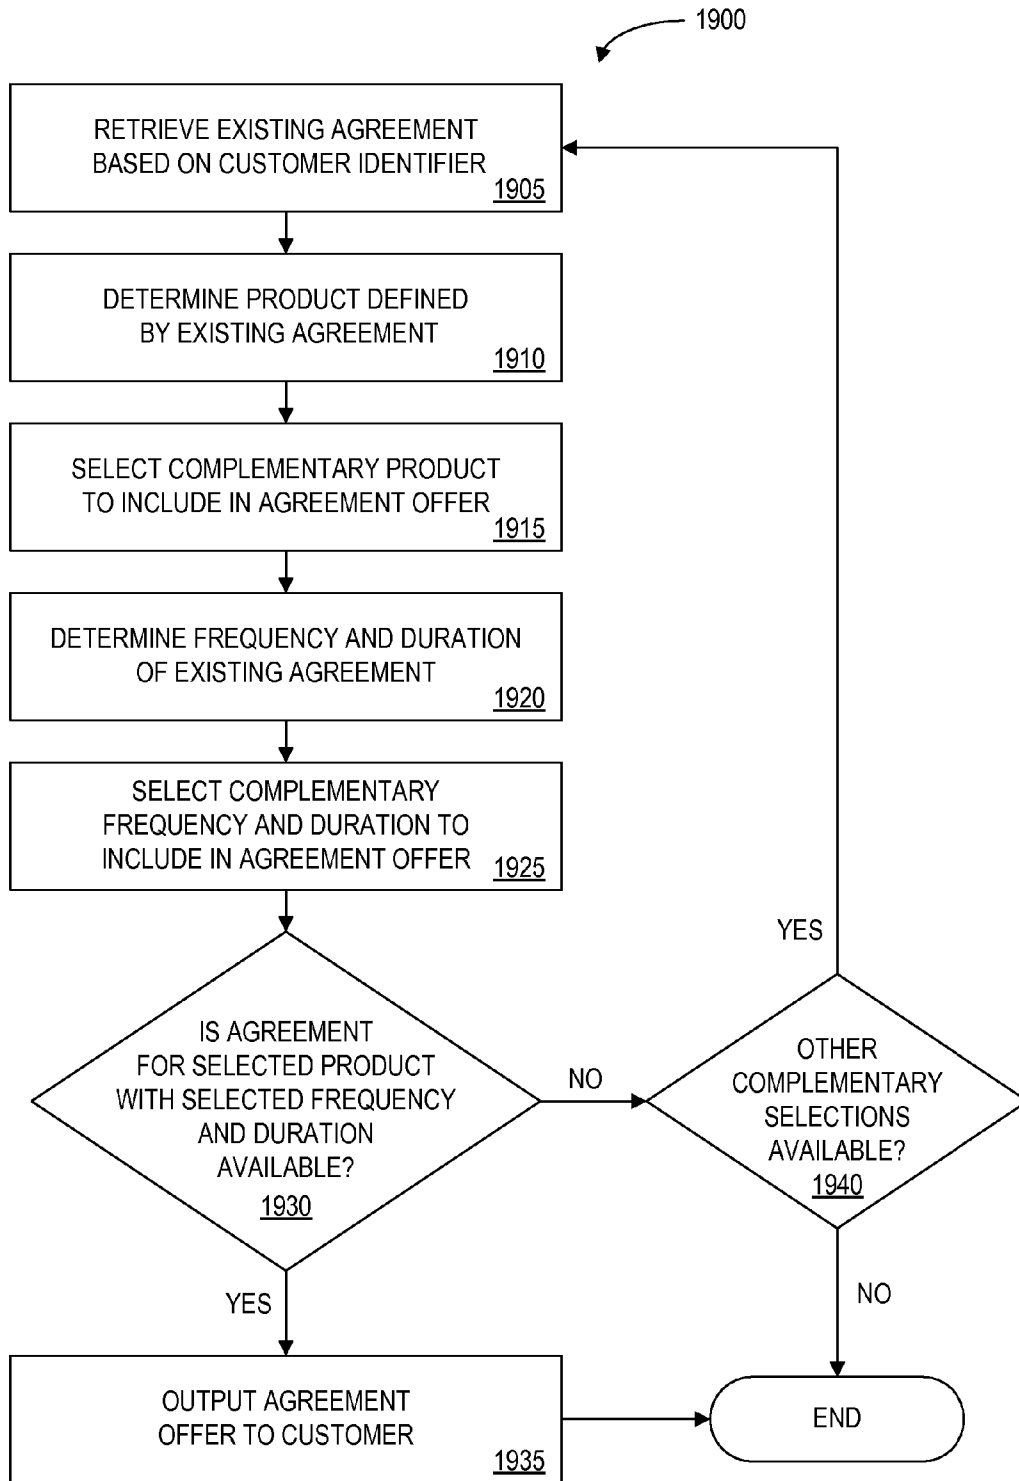 1900
RETRIEVE EXISTING AGREEMENT
BASED ON CUSTOMER IDENTIFIER
1905
DETERMINE PRODUCT DEFINED
BY EXISTING AGREEMENT
1910
SELECT COMPLEMENTARY PRODUCT
TO INCLUDE IN AGREEMENT OFFER
1915
DETERMINE FREQUENCY AND DURATION
OF EXISTING AGREEMENT
1920
SELECT COMPLEMENTARY
FREQUENCY AND DURATION TO
INCLUDE IN AGREEMENT OFFER
1925
IS AGREEMENT
FOR SELECTED PRODUCT
WITH SELECTED FREQUENCY
AND DURATION
AVAILABLE?
1930
NO
YES
OTHER
COMPLEMENTARY
SELECTIONS
AVAILABLE?
1940
YES
NO
OUTPUT AGREEMENT
OFFER TO CUSTOMER
1935
END